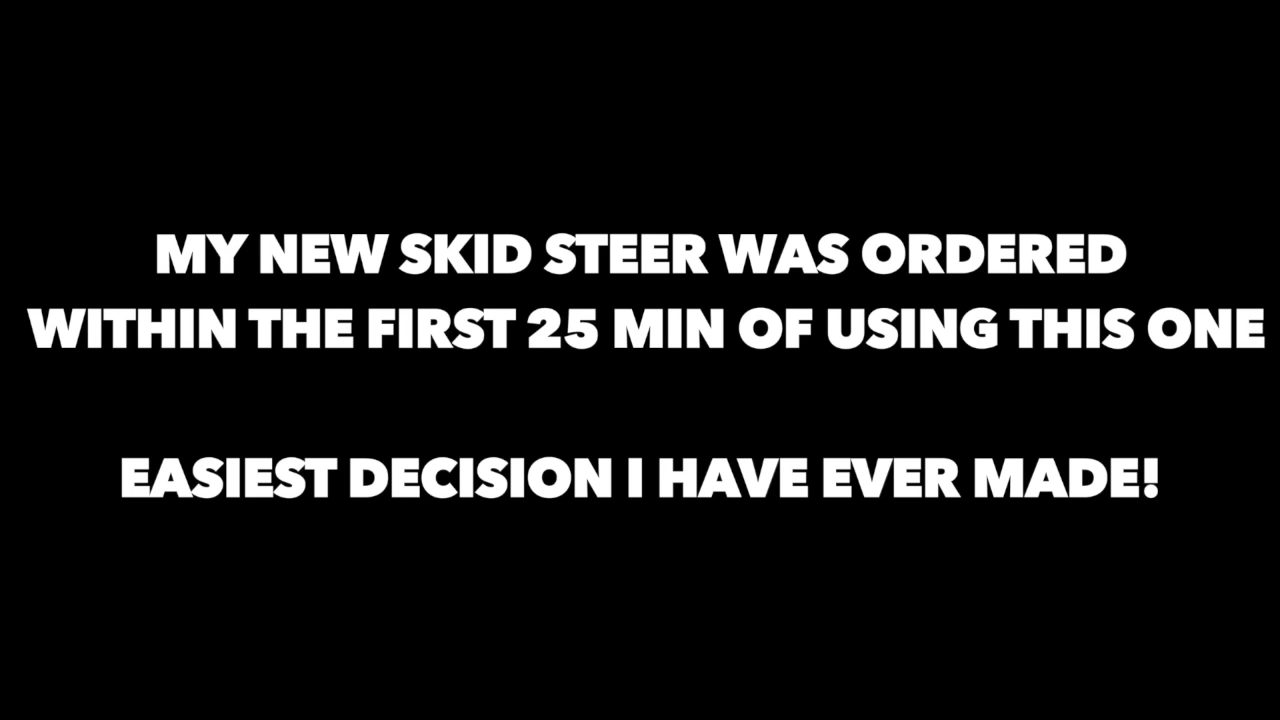 MY NEW SKID STEER WAS ORDERED
WITHIN THE FIRST 25 MIN OF USING THIS ONE
EASIEST DECISION I HAVE EVER MADE!